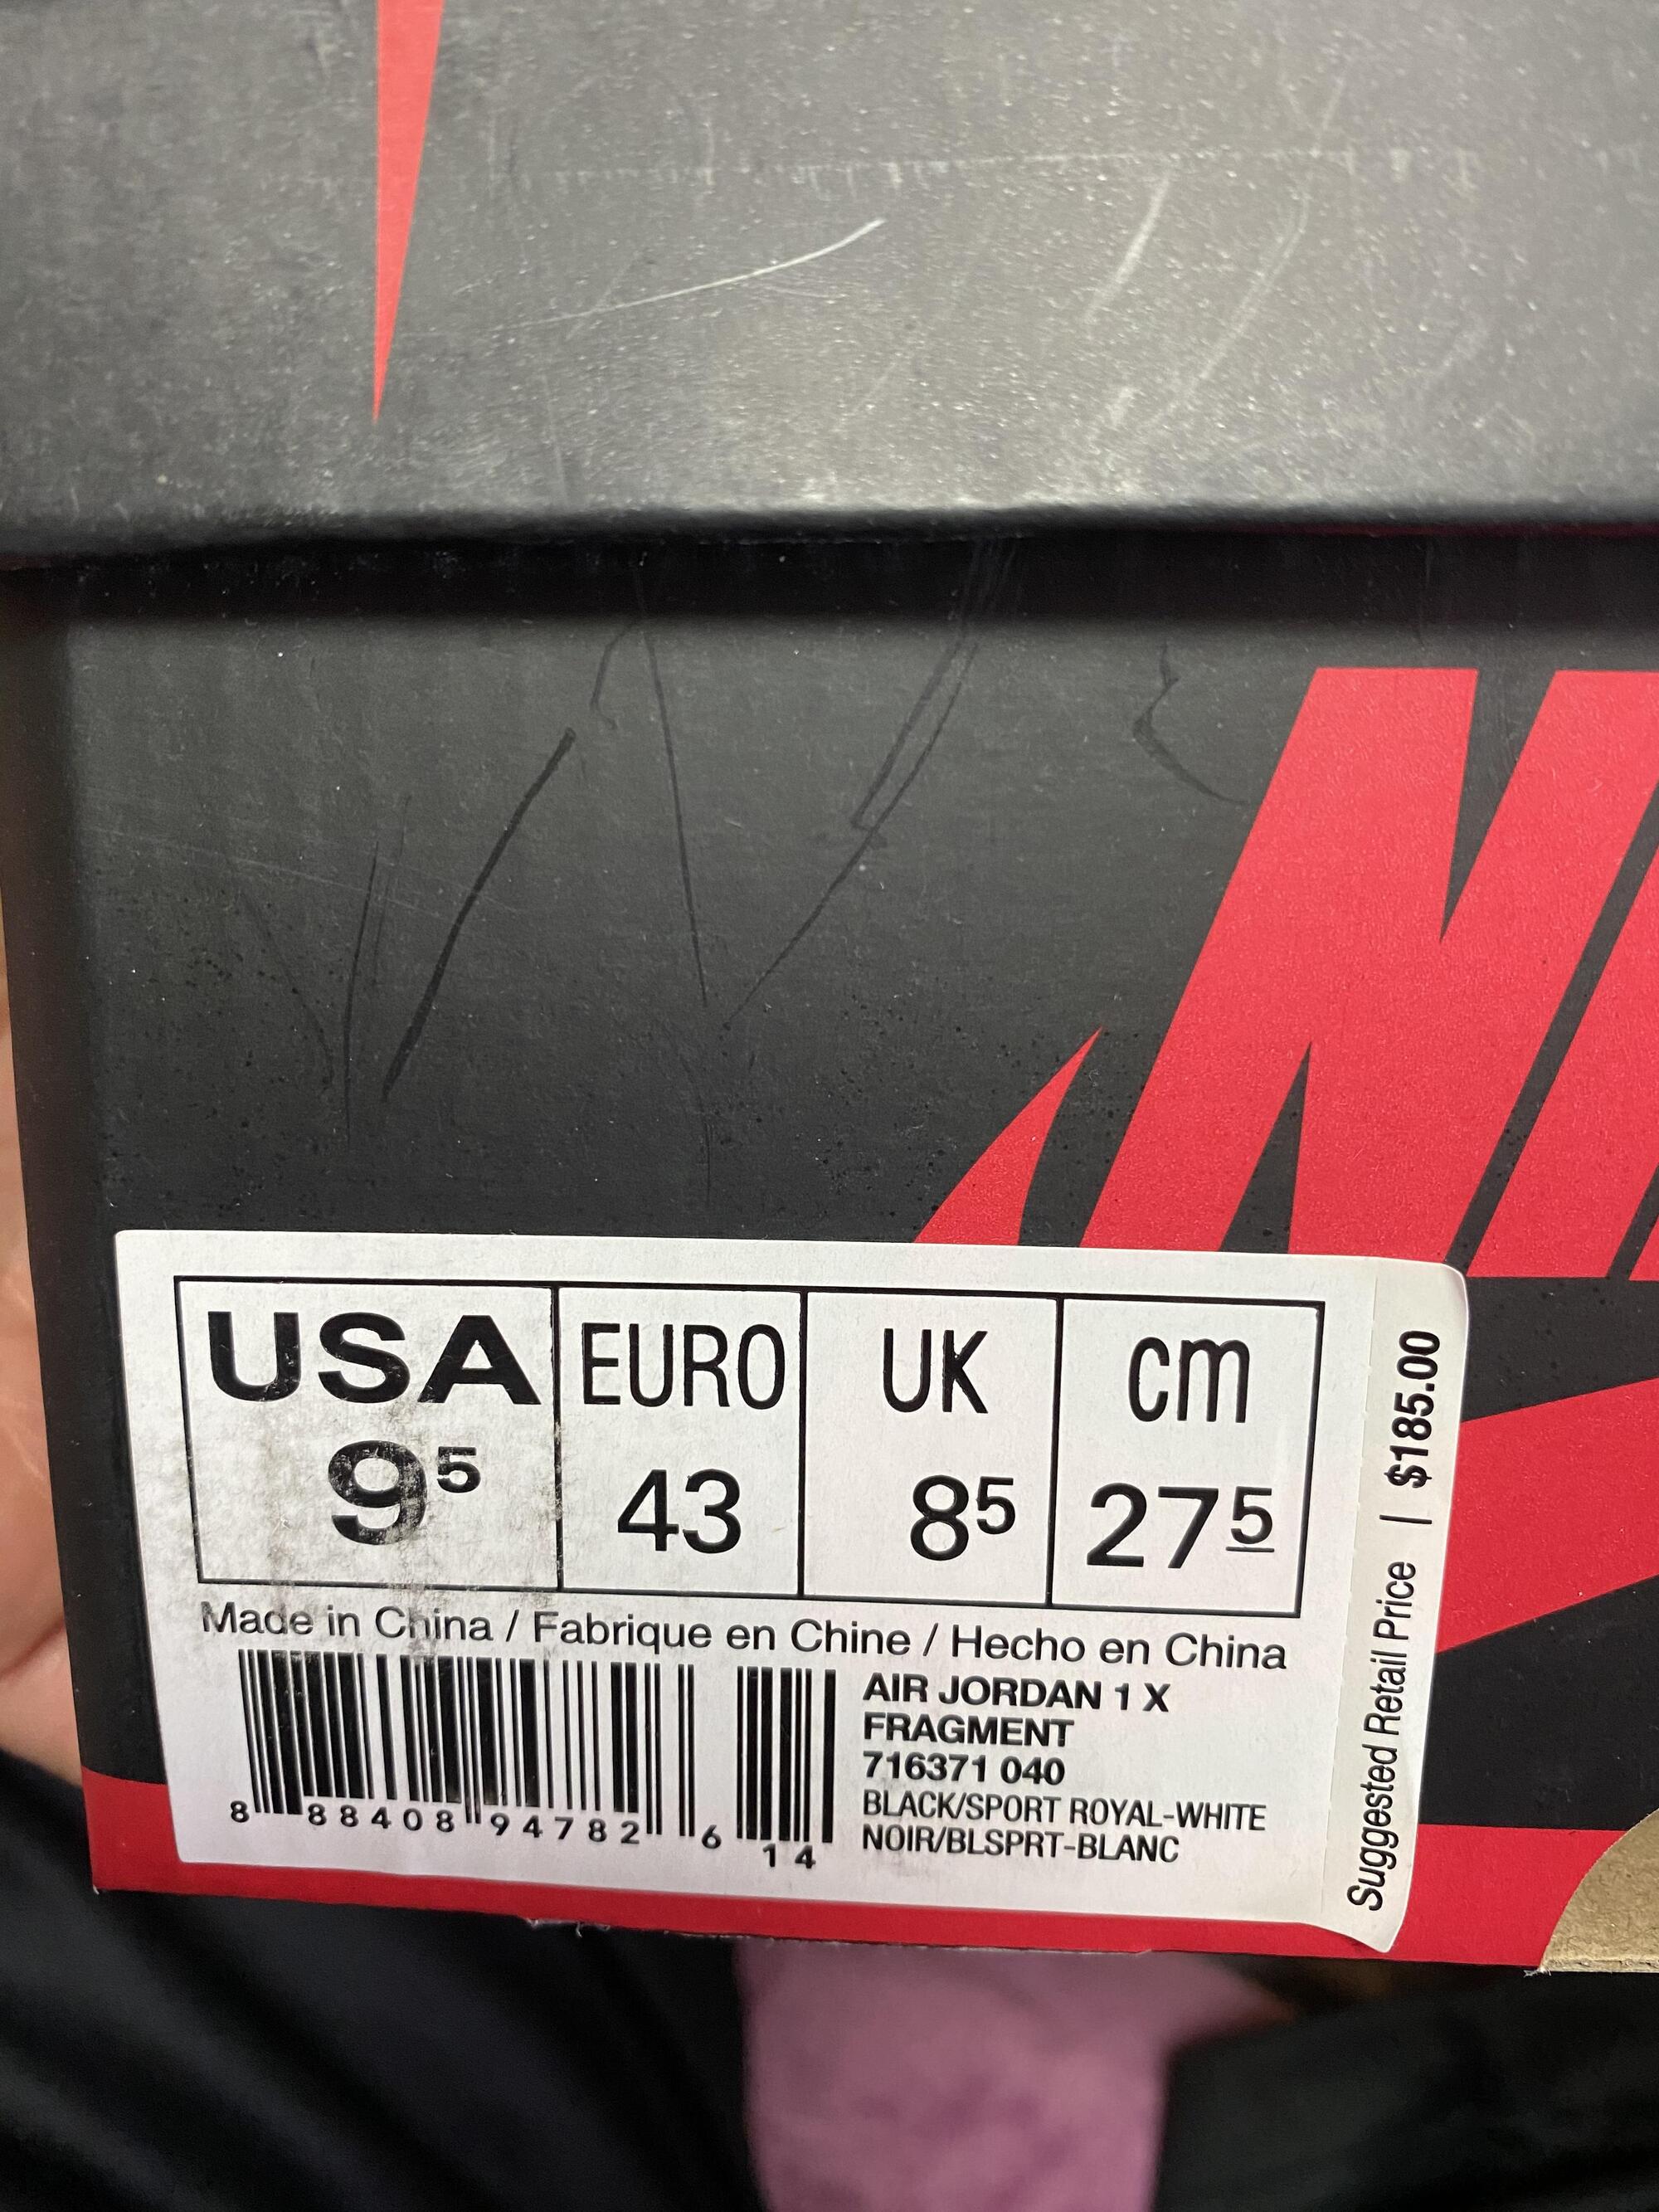 USA EURO UK cm
9⁵ 43 8⁵ 27⁵
Made in China / Fabrique en Chine / Hecho en China
AIR JORDAN 1 X
FRAGMENT
716371 040
BLACK/SPORT ROYAL-WHITE
NOIR/BLSPRT-BLANC
8 88408 94782 6 14
Suggested Retail Price | $185.00